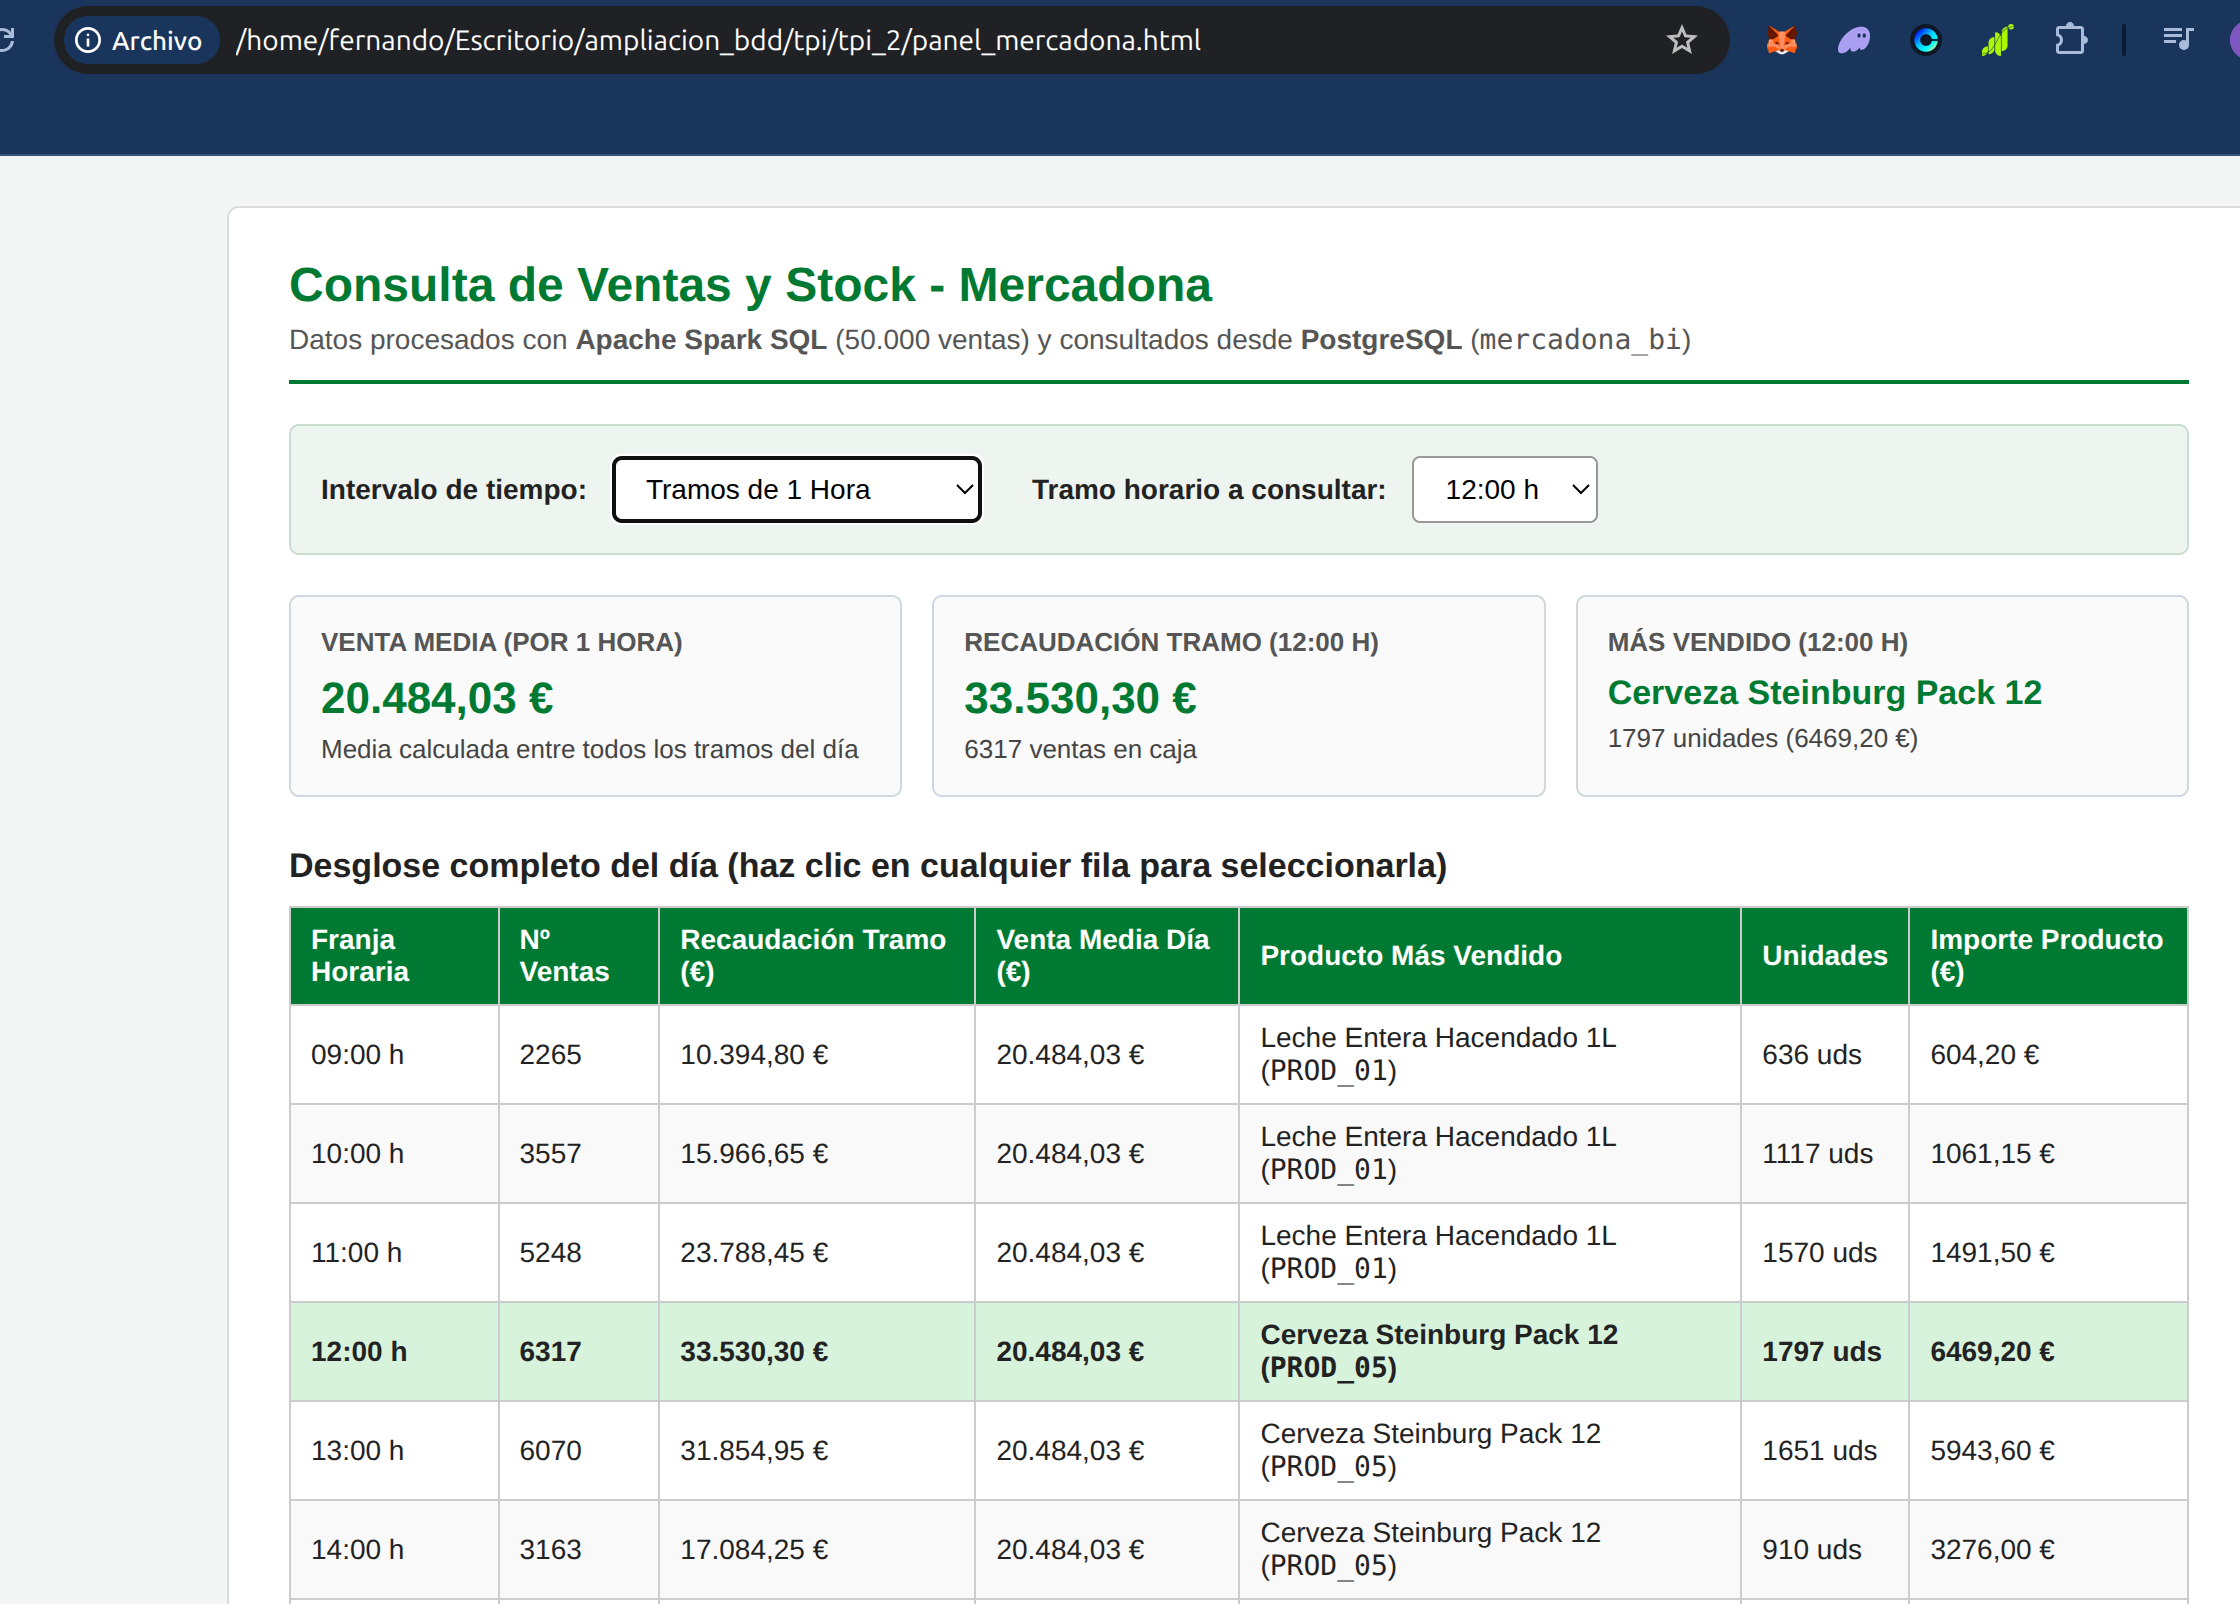 Archivo /home/fernando/Escritorio/ampliacion_bdd/tpi/tpi_2/panel_mercadona.html
Consulta de Ventas y Stock - Mercadona
Datos procesados con Apache Spark SQL (50.000 ventas) y consultados desde PostgreSQL (mercadona_bi)
Intervalo de tiempo: Tramos de 1 Hora Tramo horario a consultar: 12:00 h
VENTA MEDIA (POR 1 HORA)
20.484,03 €
Media calculada entre todos los tramos del día
RECAUDACIÓN TRAMO (12:00 H)
33.530,30 €
6317 ventas en caja
MÁS VENDIDO (12:00 H)
Cerveza Steinburg Pack 12
1797 unidades (6469,20 €)
Desglose completo del día (haz clic en cualquier fila para seleccionarla)
Franja Horaria Nº Ventas Recaudación Tramo (€) Venta Media Día (€) Producto Más Vendido Unidades Importe Producto (€)
09:00 h 2265 10.394,80 € 20.484,03 € Leche Entera Hacendado 1L (PROD_01) 636 uds 604,20 €
10:00 h 3557 15.966,65 € 20.484,03 € Leche Entera Hacendado 1L (PROD_01) 1117 uds 1061,15 €
11:00 h 5248 23.788,45 € 20.484,03 € Leche Entera Hacendado 1L (PROD_01) 1570 uds 1491,50 €
12:00 h 6317 33.530,30 € 20.484,03 € Cerveza Steinburg Pack 12 (PROD_05) 1797 uds 6469,20 €
13:00 h 6070 31.854,95 € 20.484,03 € Cerveza Steinburg Pack 12 (PROD_05) 1651 uds 5943,60 €
14:00 h 3163 17.084,25 € 20.484,03 € Cerveza Steinburg Pack 12 (PROD_05) 910 uds 3276,00 €